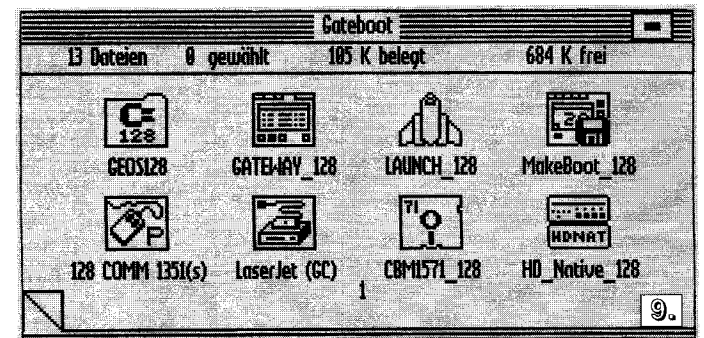 Gateboot
13 Dateien 0 gewählt 105 K belegt 684 K frei
C= 128
GEOS128 GATEWAY_128 LAUNCH_128 MakeBoot_128
P 71 HDNAT
128 COMM 1351(s) LaserJet (GC) CBM1571_128 HD_Native_128
1
9.